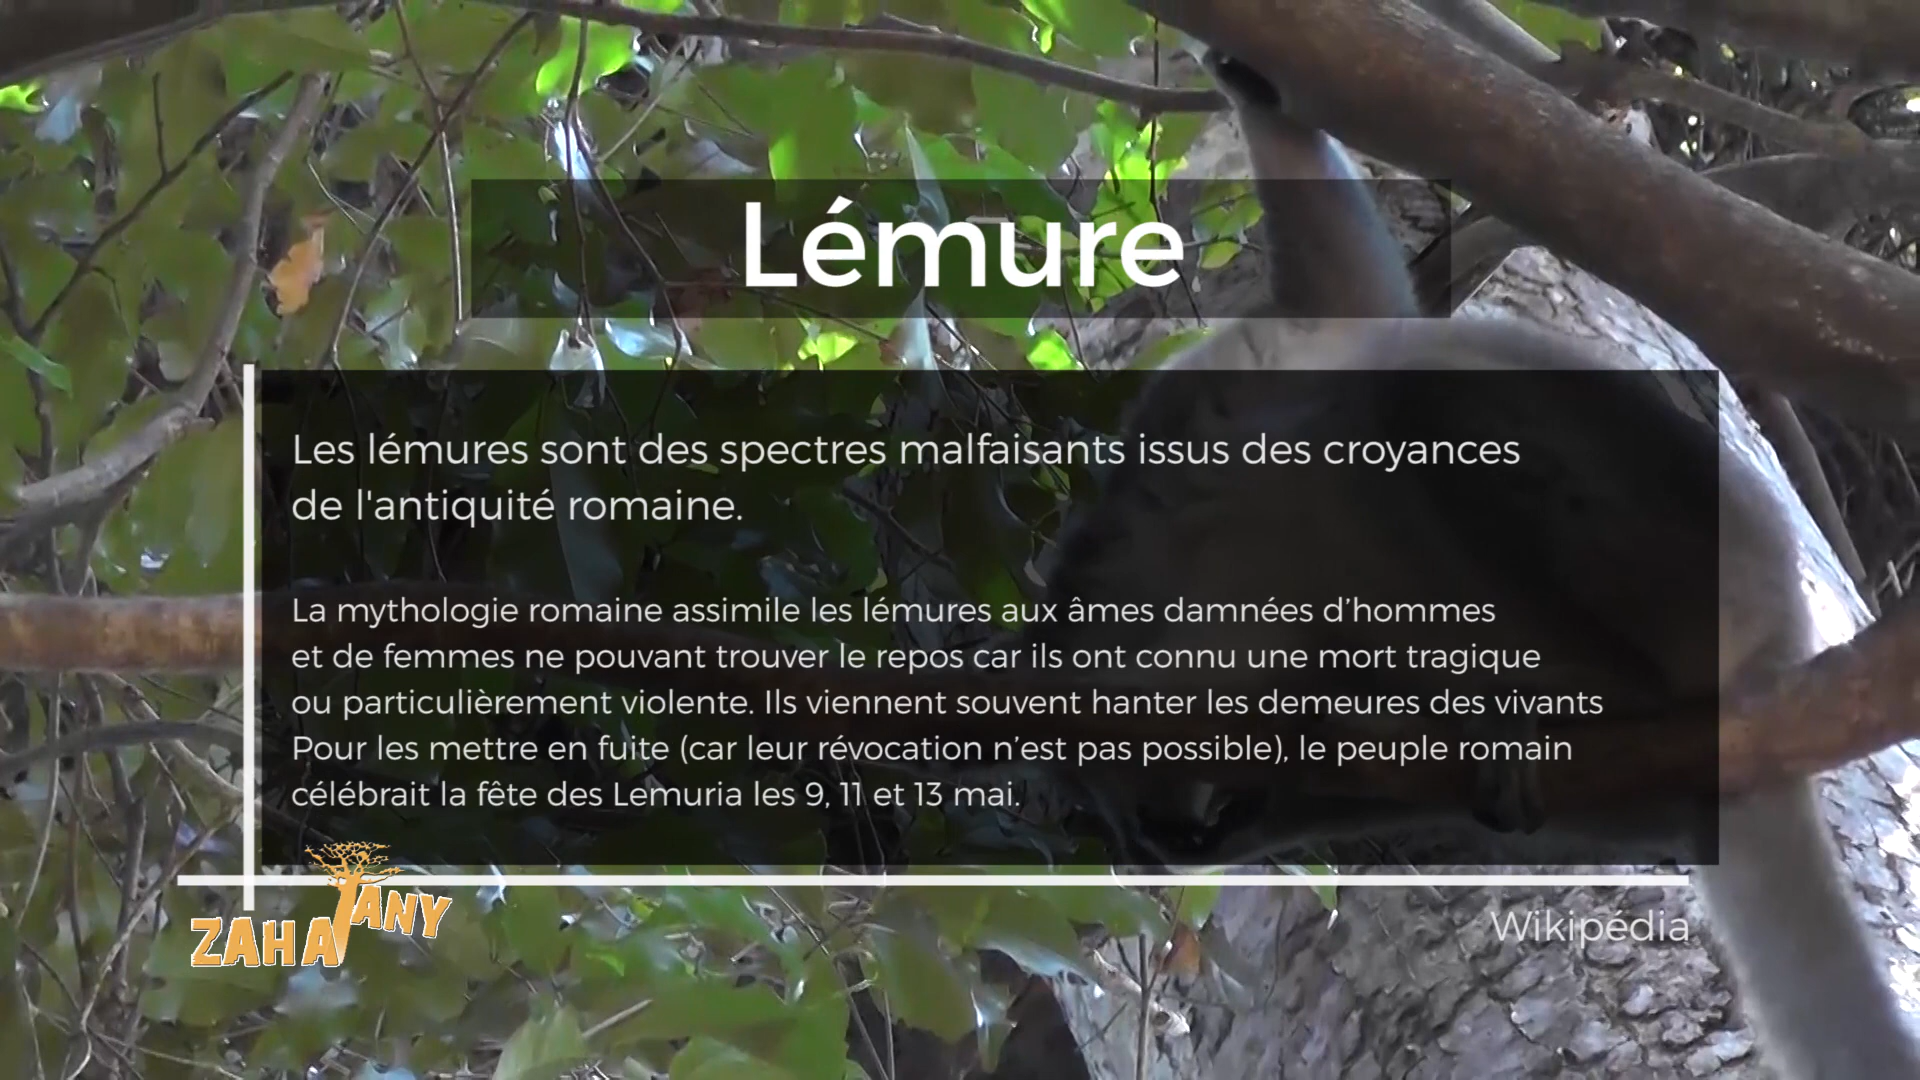 Lémure
Les lémures sont des spectres malfaisants issus des croyances
de l'antiquité romaine.
La mythologie romaine assimile les lémures aux âmes damnées d’hommes
et de femmes ne pouvant trouver le repos car ils ont connu une mort tragique
ou particulièrement violente. Ils viennent souvent hanter les demeures des vivants
Pour les mettre en fuite (car leur révocation n’est pas possible), le peuple romain
célébrait la fête des Lemuria les 9, 11 et 13 mai.
ZAHATANY
Wikipédia